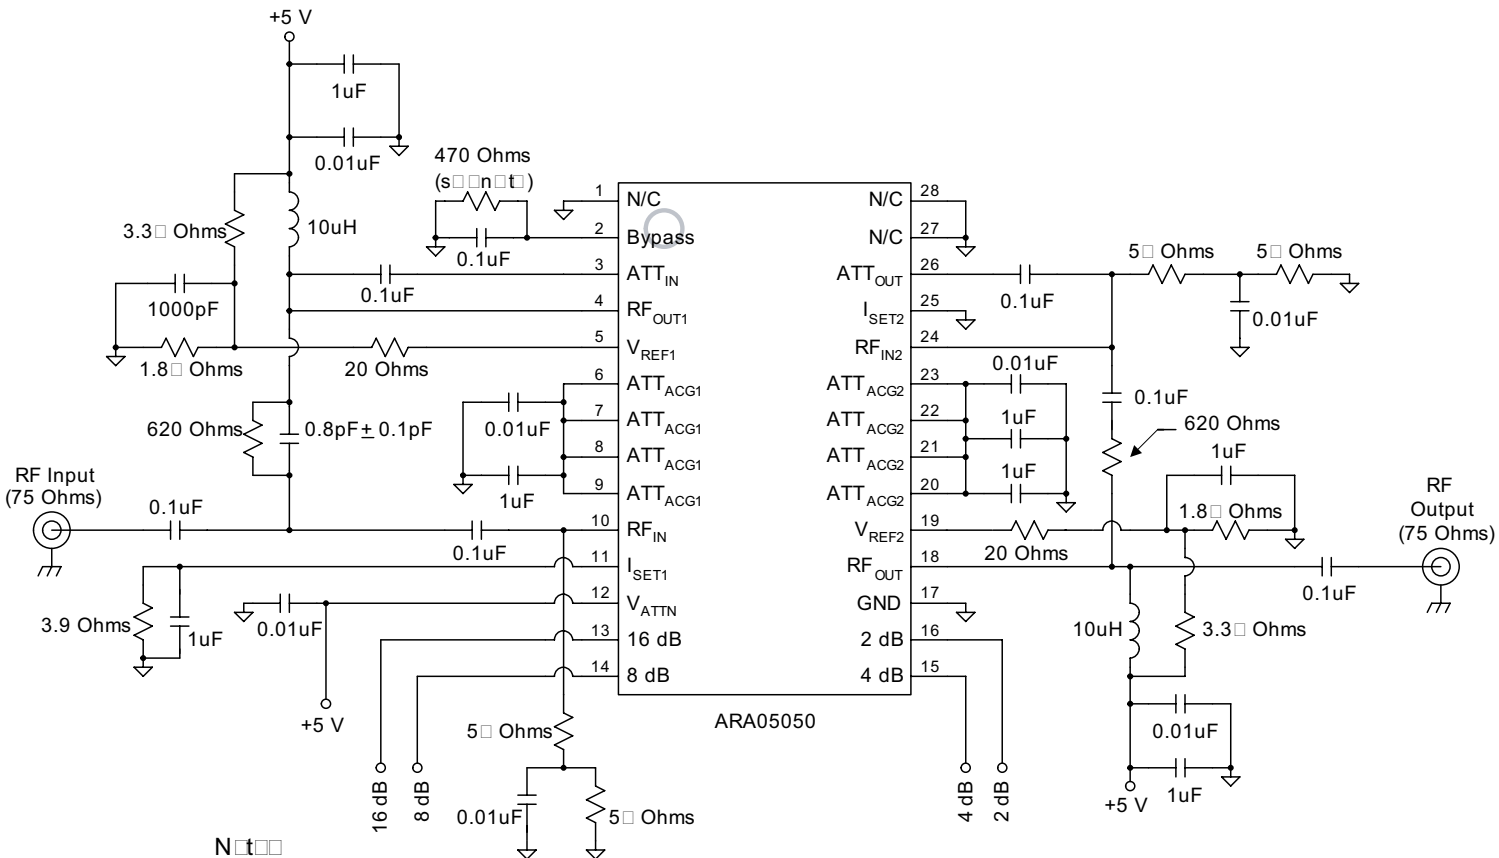 +5 V
1uF
0.01uF
470 Ohms
3.3 Ohms
10uH
0.1uF
1000pF
0.1uF
1.8 Ohms
20 Ohms
620 Ohms
0.8pF ± 0.1pF
0.01uF
1uF
RF Input
(75 Ohms)
0.1uF
0.1uF
3.9 Ohms
1uF
0.01uF
+5 V
16 dB
8 dB
5 Ohms
0.01uF
5 Ohms
1 N/C
2 Bypass
3 ATTIN
4 RFOUT1
5 VREF1
6 ATTACG1
7 ATTACG1
8 ATTACG1
9 ATTACG1
10 RFIN
11 ISET1
12 VATTN
13 16 dB
14 8 dB
N/C 28
N/C 27
ATTOUT 26
ISET2 25
RFIN2 24
ATTACG2 23
ATTACG2 22
ATTACG2 21
ATTACG2 20
VREF2 19
RFOUT 18
GND 17
2 dB 16
4 dB 15
ARA05050
5 Ohms
5 Ohms
0.1uF
0.01uF
0.01uF
1uF
1uF
0.1uF
620 Ohms
1uF
1.8 Ohms
20 Ohms
RF
Output
(75 Ohms)
0.1uF
10uH
3.3 Ohms
0.01uF
1uF
+5 V
4 dB
2 dB